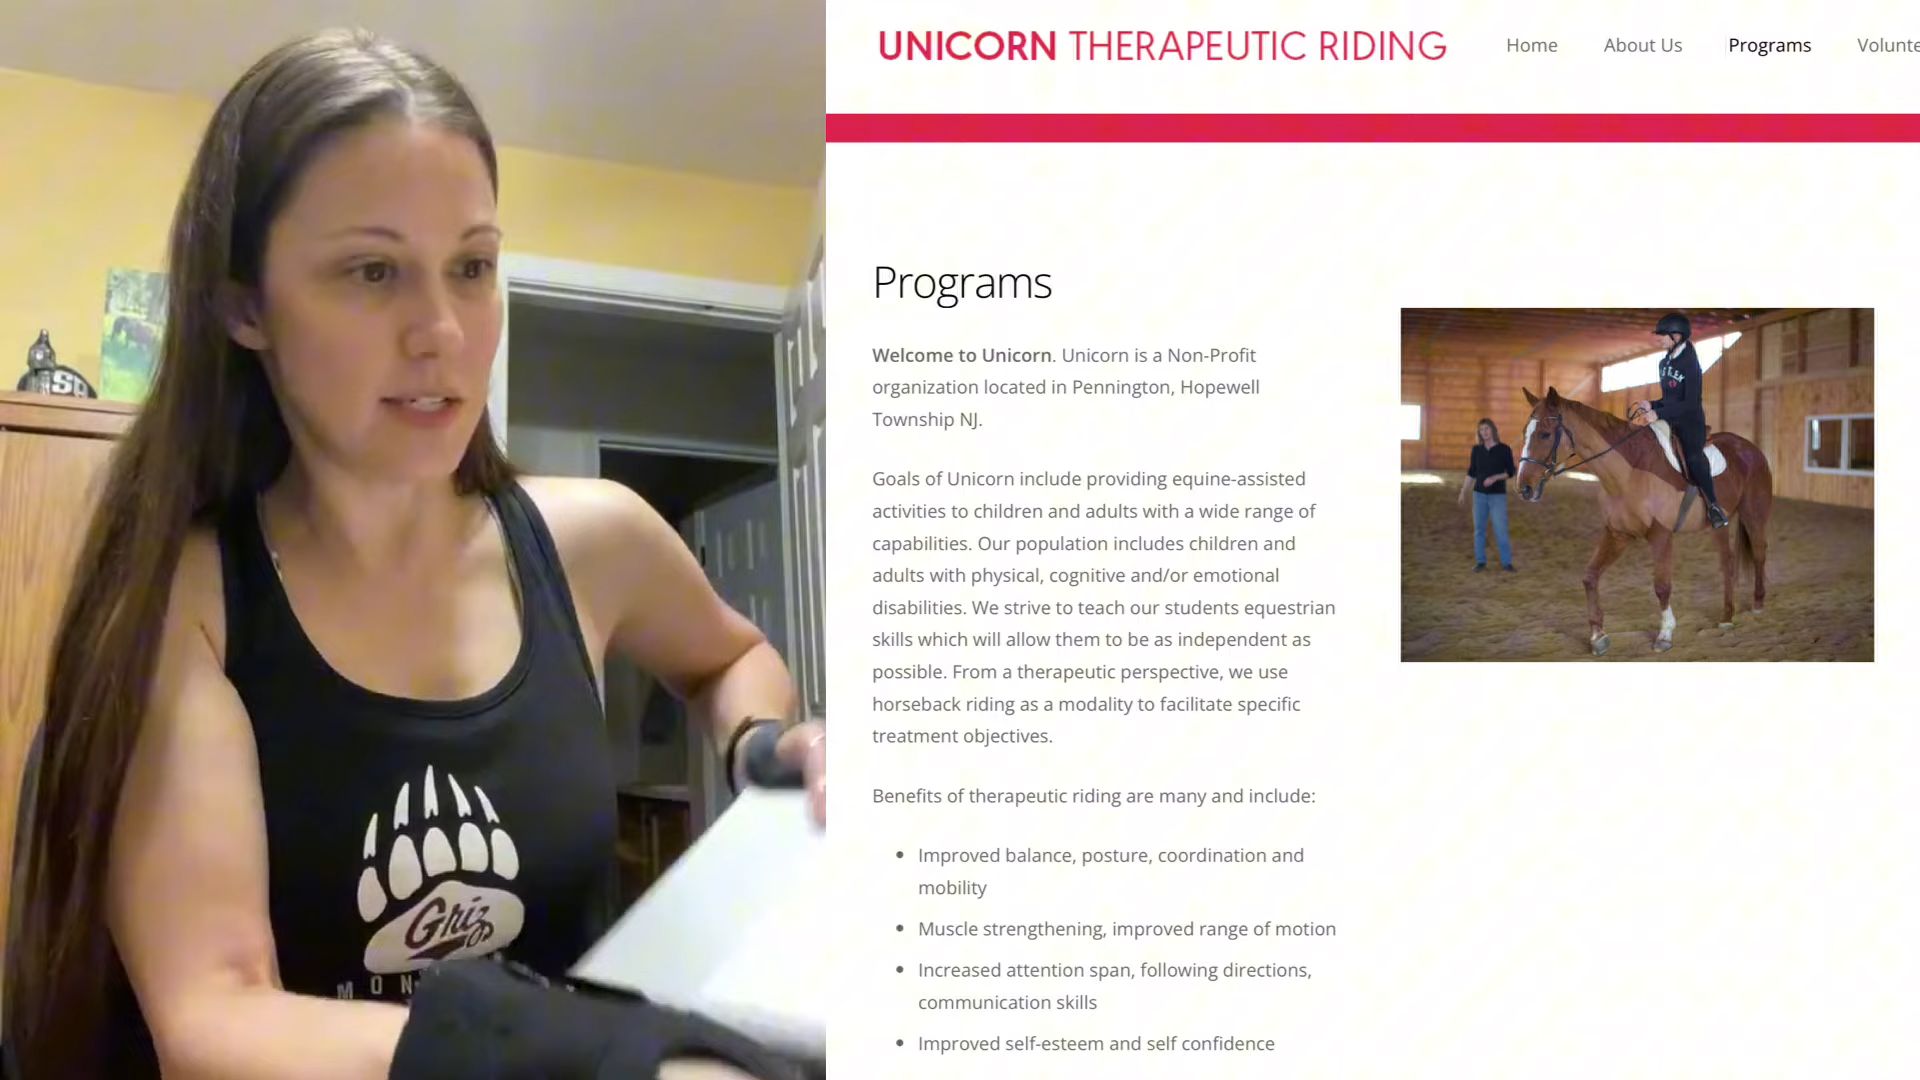 UNICORN THERAPEUTIC RIDING
Home
About Us
Programs
Volunte
Programs
Welcome to Unicorn. Unicorn is a Non-Profit
organization located in Pennington, Hopewell
Township NJ.
Goals of Unicorn include providing equine-assisted
activities to children and adults with a wide range of
capabilities. Our population includes children and
adults with physical, cognitive and/or emotional
disabilities. We strive to teach our students equestrian
skills which will allow them to be as independent as
possible. From a therapeutic perspective, we use
horseback riding as a modality to facilitate specific
treatment objectives.
Benefits of therapeutic riding are many and include:
• Improved balance, posture, coordination and
mobility
• Muscle strengthening, improved range of motion
• Increased attention span, following directions,
communication skills
• Improved self-esteem and self confidence
SB
Griz
MON